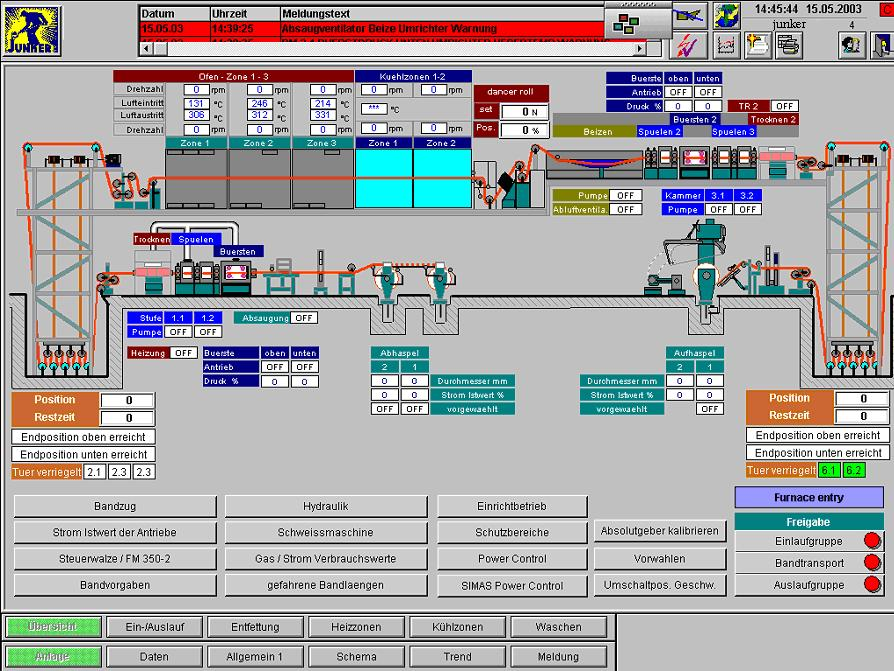 JUNKER
Datum Uhrzeit Meldungstext
15.05.03 14:39:25 Absaugventilator Beize Umrichter Warnung
14:45:44 15.05.2003
junker 4
Ofen - Zone 1 - 3 Kuehlzonen 1-2
Drehzahl 0 rpm 0 rpm 0 rpm 0 rpm 0 rpm
Lufteintritt 131 °C 246 °C 214 °C *** °C
Luftaustritt 306 °C 312 °C 331 °C
Drehzahl 0 rpm 0 rpm 0 rpm 0 rpm 0 rpm
Zone 1 Zone 2 Zone 3 Zone 1 Zone 2
dancer roll
set 0 N
Pos. 0 %
Buerste oben unten
Antrieb OFF OFF
Druck % 0 0 TR 2 OFF
Buersten 2 Trocknen 2
Beizen Spuelen 2 Spuelen 3
Pumpe OFF
Abluftventila. OFF
Kammer 3.1 3.2
Pumpe OFF OFF
Trocknen Spuelen
Buersten
Stufe 1.1 1.2 Absaugung OFF
Pumpe OFF OFF
Heizung OFF
Buerste oben unten
Antrieb OFF OFF
Druck % 0 0
Abhaspel
2 1
0 0 Durchmesser mm
0 0 Strom Istwert %
OFF OFF vorgewaehlt
Aufhaspel
2 1
Durchmesser mm 0 0
Strom Istwert % 0 0
vorgewaehlt OFF
Position 0
Restzeit 0
Endposition oben erreicht
Endposition unten erreicht
Tuer verriegelt 2.1 2.3 2.3
Position 0
Restzeit 0
Endposition oben erreicht
Endposition unten erreicht
Tuer verriegelt 6.1 6.2
Bandzug Hydraulik Einrichtbetrieb
Strom Istwert der Antriebe Schweissmaschine Schutzbereiche Absolutgeber kalibrieren
Steuerwalze / FM 350-2 Gas / Strom Verbrauchswerte Power Control Vorwahlen
Bandvorgaben gefahrene Bandlaengen SIMAS Power Control Umschaltpos. Geschw.
Furnace entry
Freigabe
Einlaufgruppe
Bandtransport
Auslaufgruppe
Übersicht Ein-/Auslauf Entfettung Heizzonen Kühlzonen Waschen
Anlage Daten Allgemein 1 Schema Trend Meldung